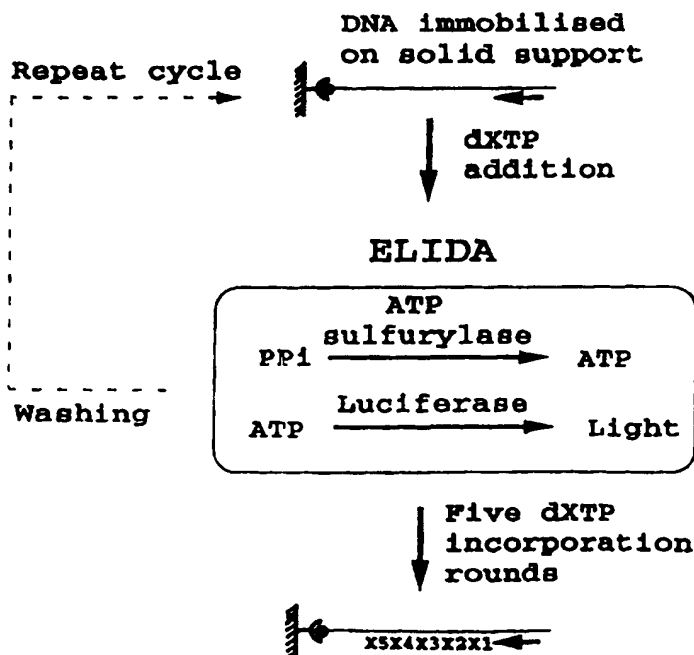 DNA immobilised
on solid support
Repeat cycle
dXTP
addition
ELIDA
ATP
sulfurylase
PPi
ATP
Luciferase
ATP
Light
Washing
Five dXTP
incorporation
rounds
X5X4X3X2X1